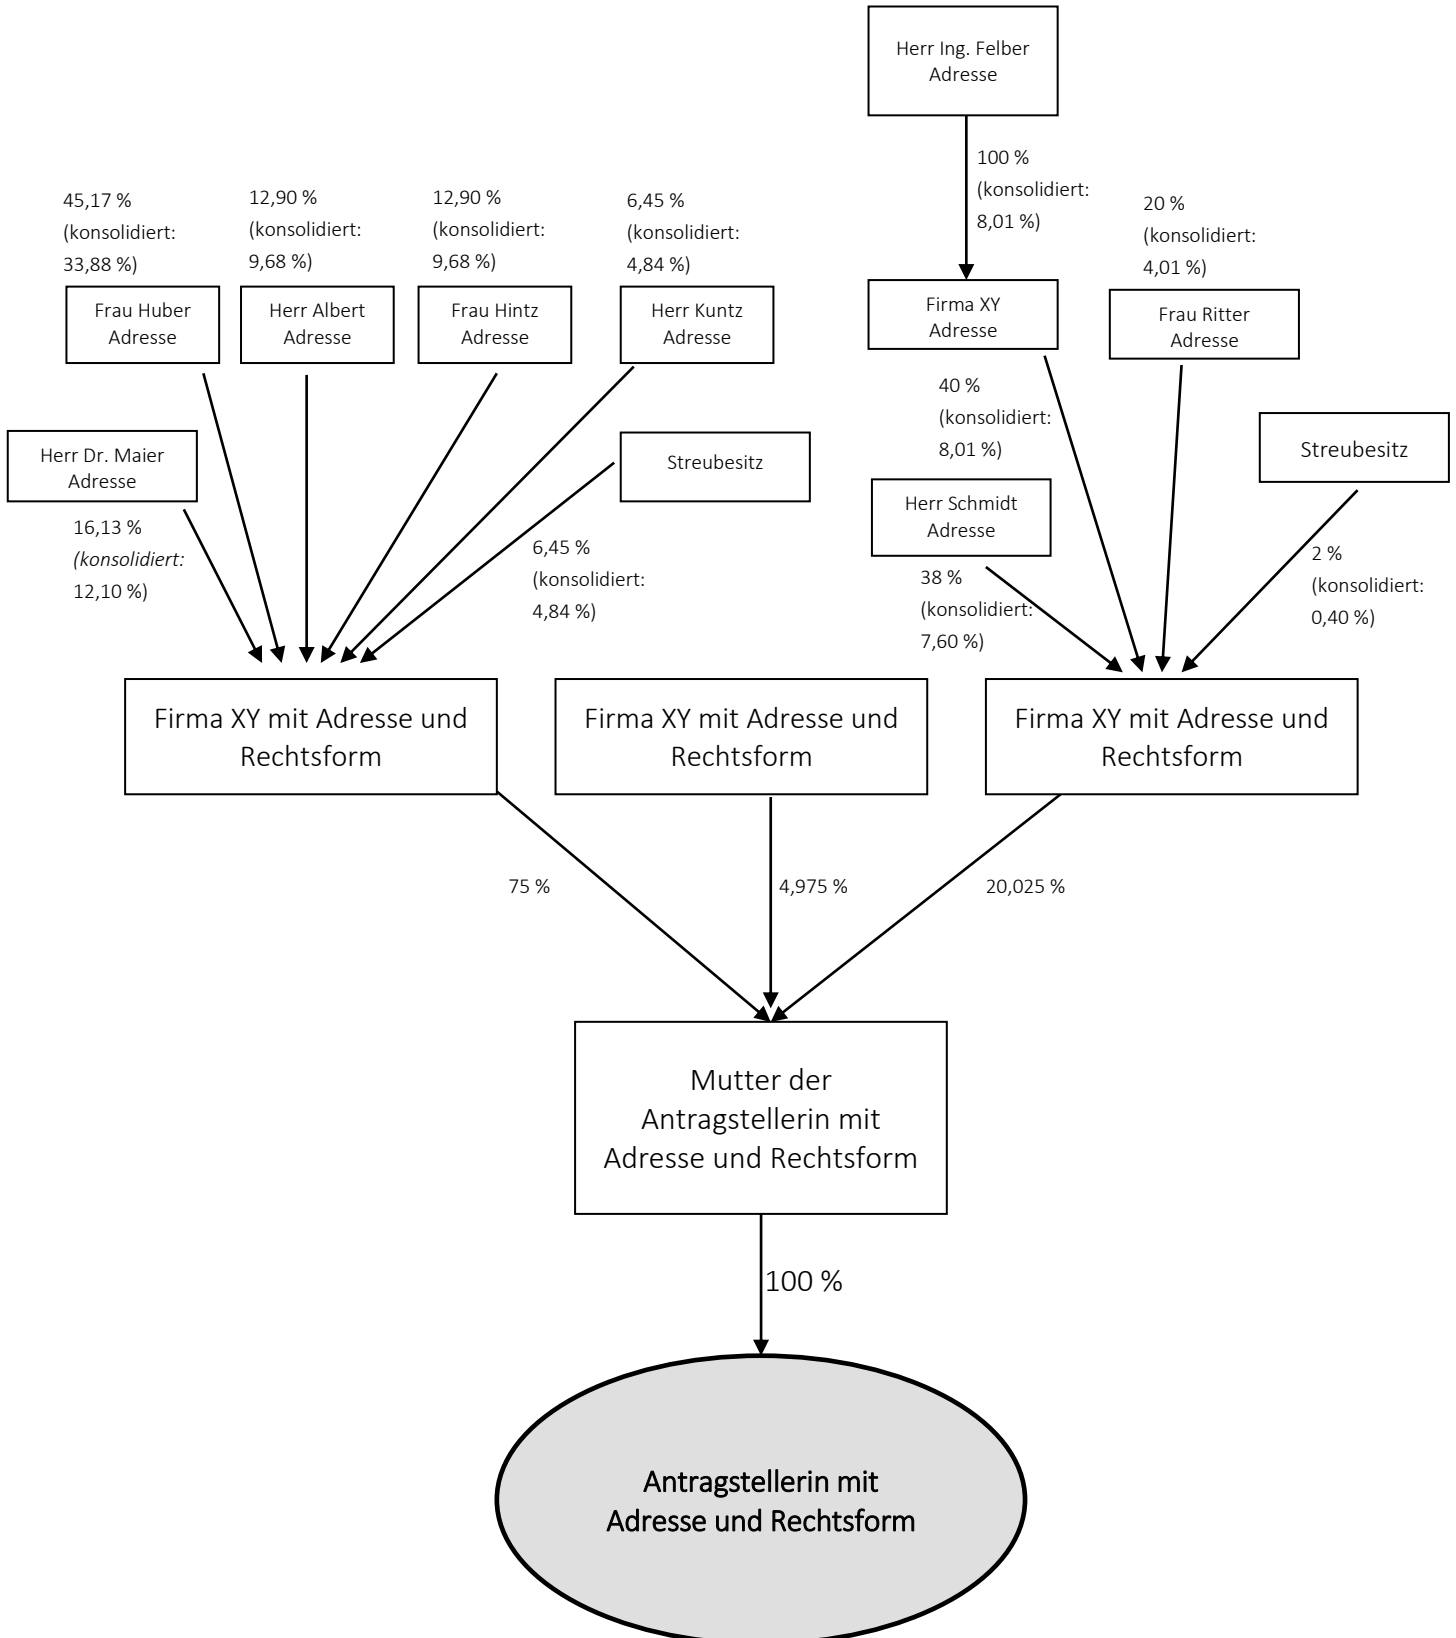 Herr Ing. Felber
Adresse
100 %
(konsolidiert:
8,01 %)
45,17 %
(konsolidiert:
33,88 %)
12,90 %
(konsolidiert:
9,68 %)
12,90 %
(konsolidiert:
9,68 %)
6,45 %
(konsolidiert:
4,84 %)
20 %
(konsolidiert:
4,01 %)
Frau Huber
Adresse
Herr Albert
Adresse
Frau Hintz
Adresse
Herr Kuntz
Adresse
Firma XY
Adresse
Frau Ritter
Adresse
40 %
(konsolidiert:
8,01 %)
Herr Dr. Maier
Adresse
Streubesitz
Streubesitz
Herr Schmidt
Adresse
16,13 %
(konsolidiert:
12,10 %)
6,45 %
(konsolidiert:
4,84 %)
38 %
(konsolidiert:
7,60 %)
2 %
(konsolidiert:
0,40 %)
Firma XY mit Adresse und
Rechtsform
Firma XY mit Adresse und
Rechtsform
Firma XY mit Adresse und
Rechtsform
75 %
4,975 %
20,025 %
Mutter der
Antragstellerin mit
Adresse und Rechtsform
100 %
Antragstellerin mit
Adresse und Rechtsform